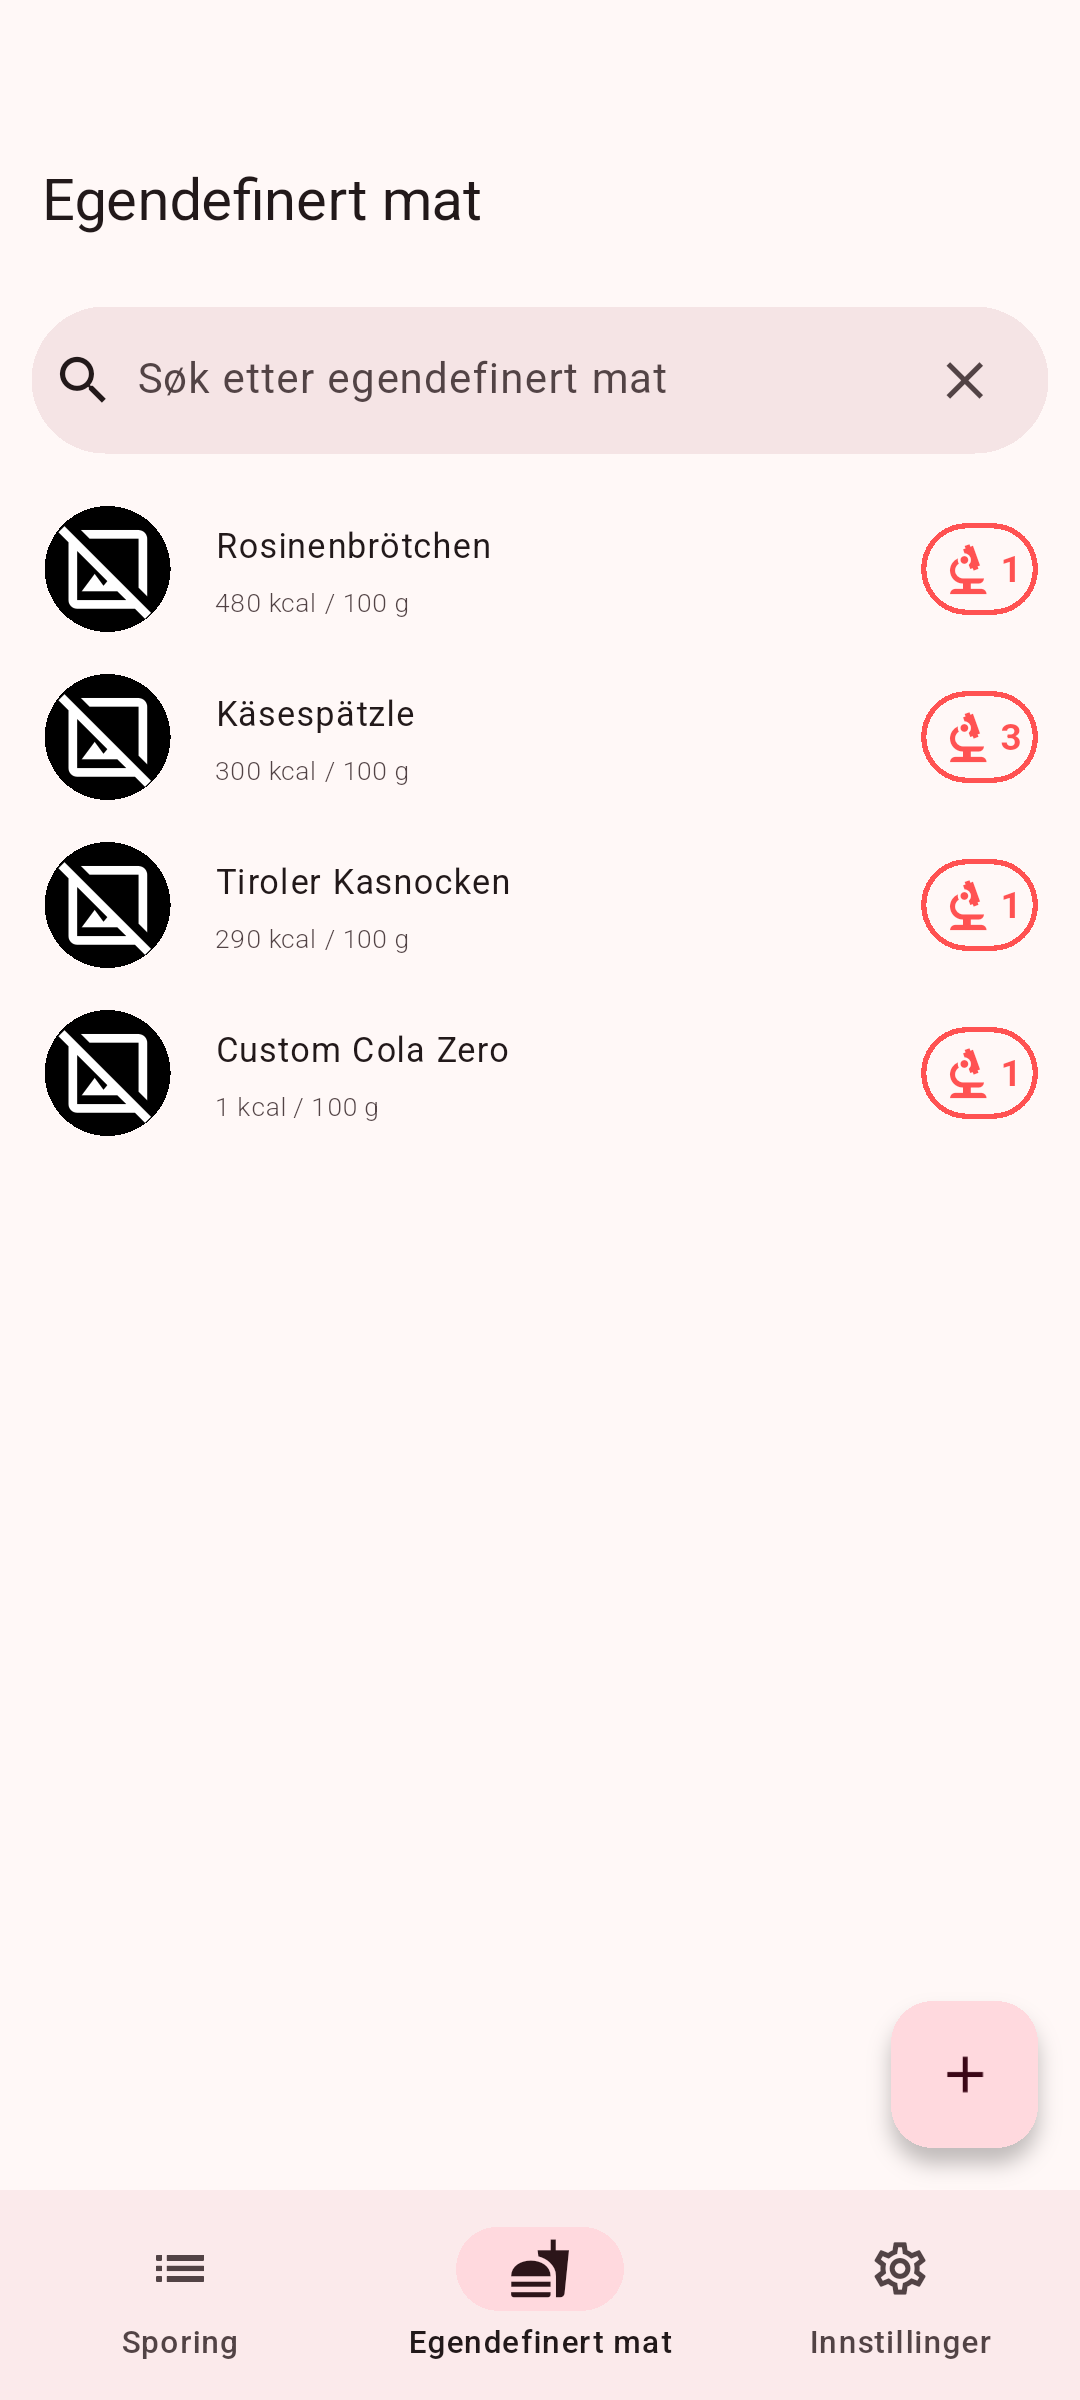 Egendefinert mat
Søk etter egendefinert mat
Rosinenbrötchen
480 kcal / 100 g
1
Käsespätzle
300 kcal / 100 g
3
Tiroler Kasnocken
290 kcal / 100 g
1
Custom Cola Zero
1 kcal / 100 g
1
Sporing
Egendefinert mat
Innstillinger